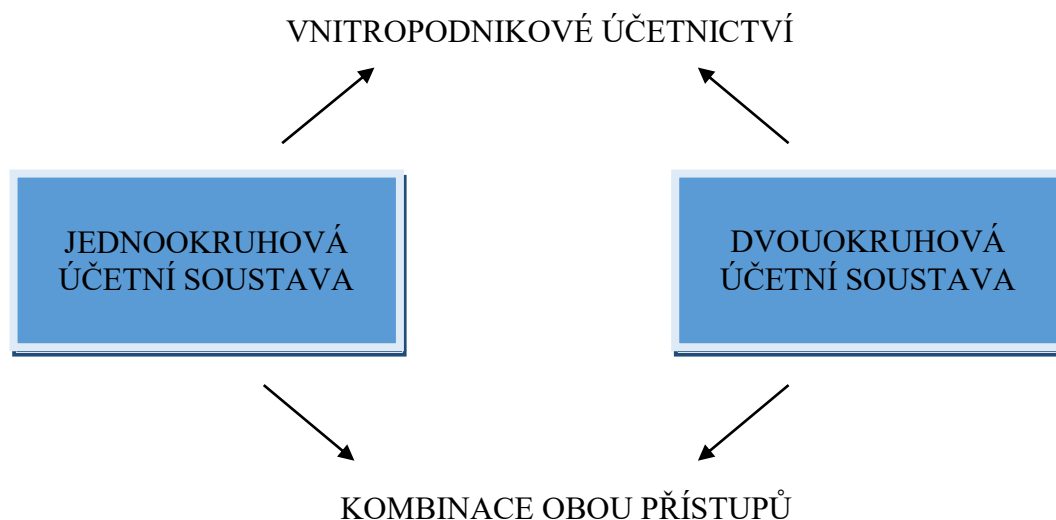 VNITROPODNIKOVÉ ÚČETNICTVÍ
JEDNOOKRUHOVÁ
ÚČETNÍ SOUSTAVA
DVOUOKRUHOVÁ
ÚČETNÍ SOUSTAVA
KOMBINACE OBOU PŘÍSTUPŮ